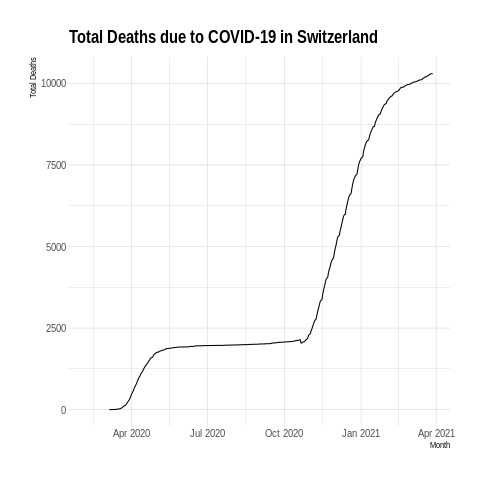 Total Deaths due to COVID-19 in Switzerland
Total Deaths
10000
7500
5000
2500
0
Apr 2020 Jul 2020 Oct 2020 Jan 2021 Apr 2021
Month